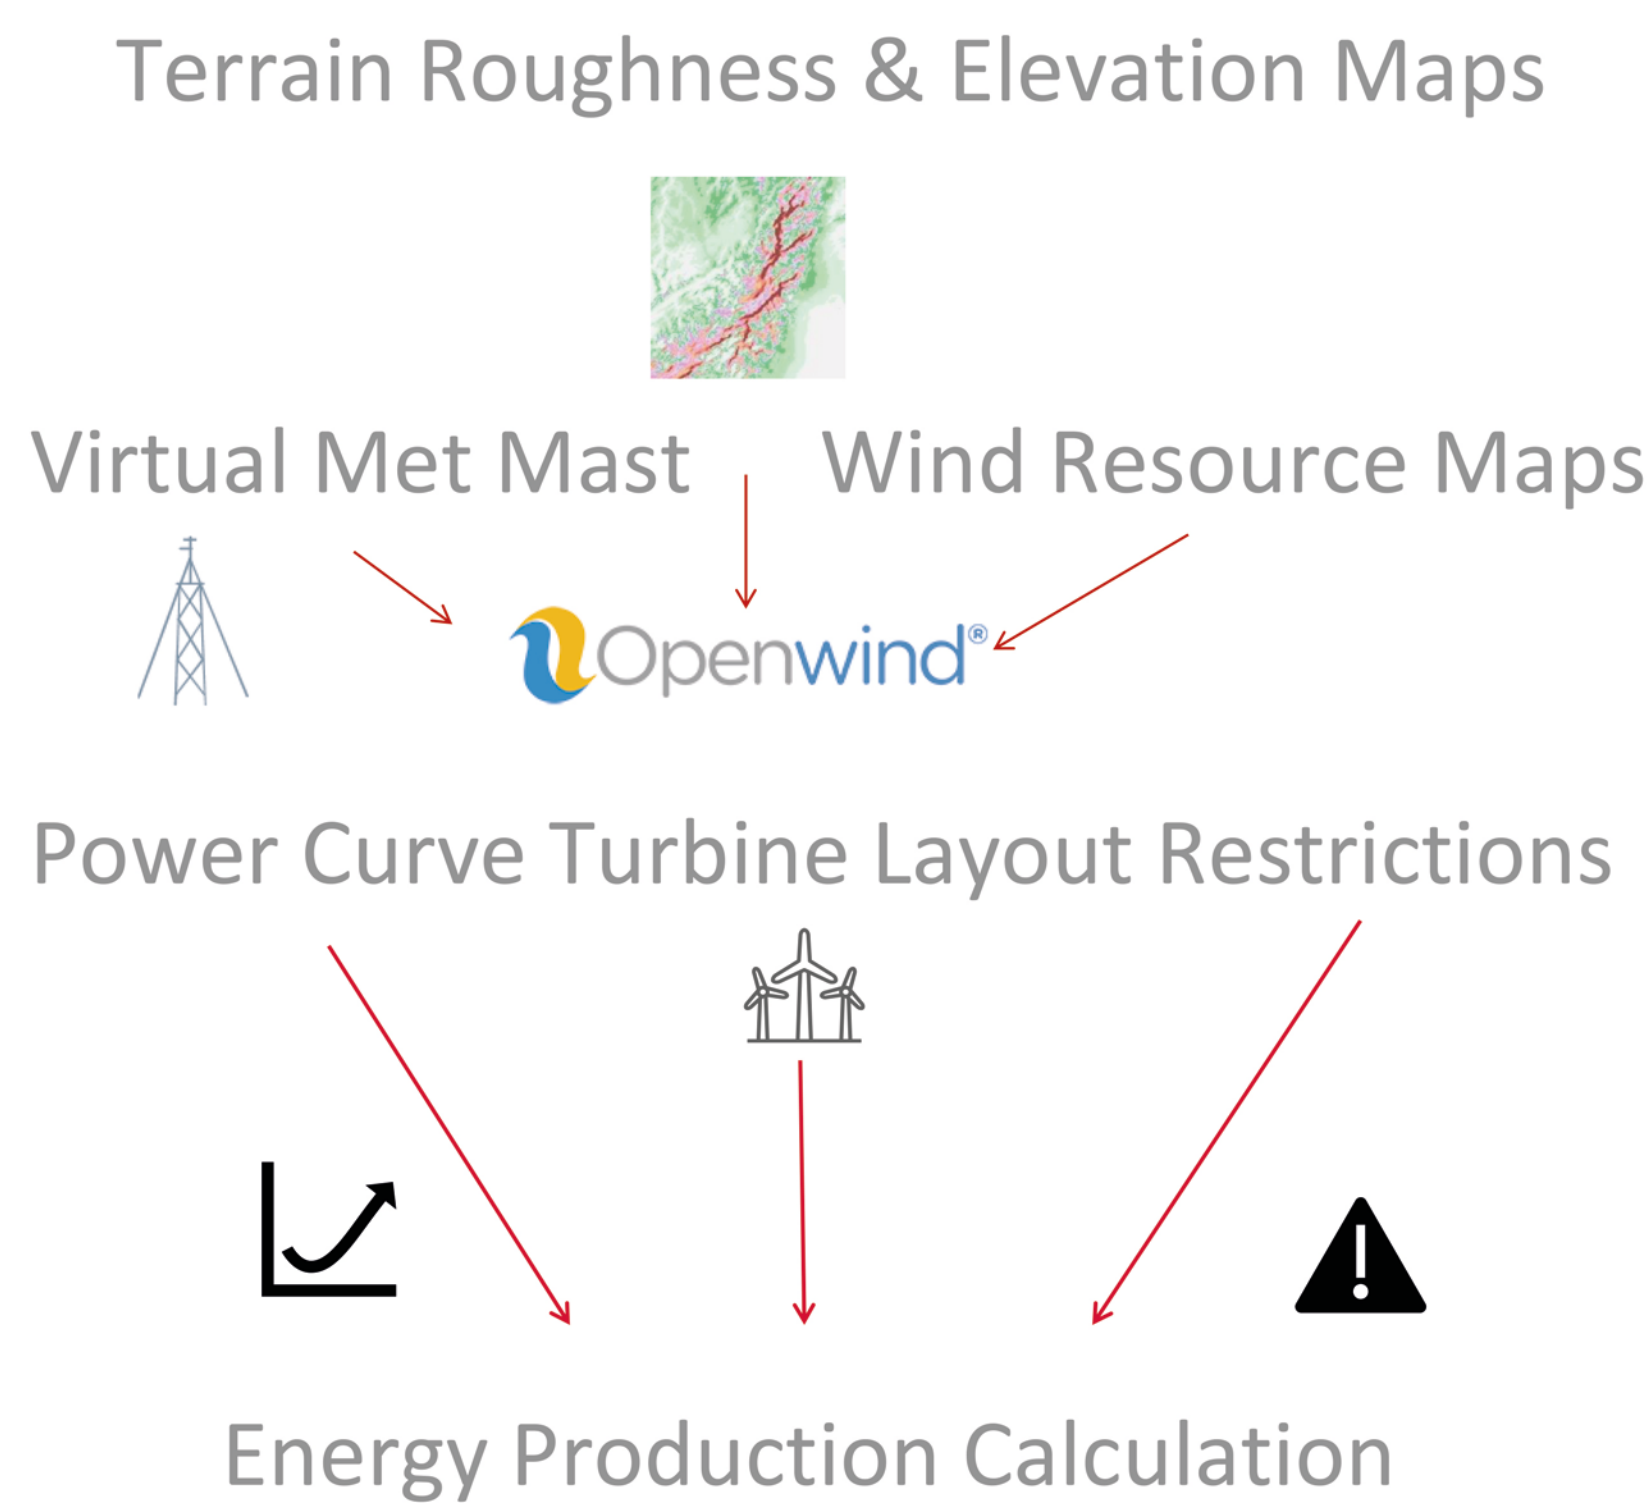 Terrain Roughness & Elevation Maps
Virtual Met Mast
Wind Resource Maps
Openwind®
Power Curve Turbine Layout Restrictions
Energy Production Calculation